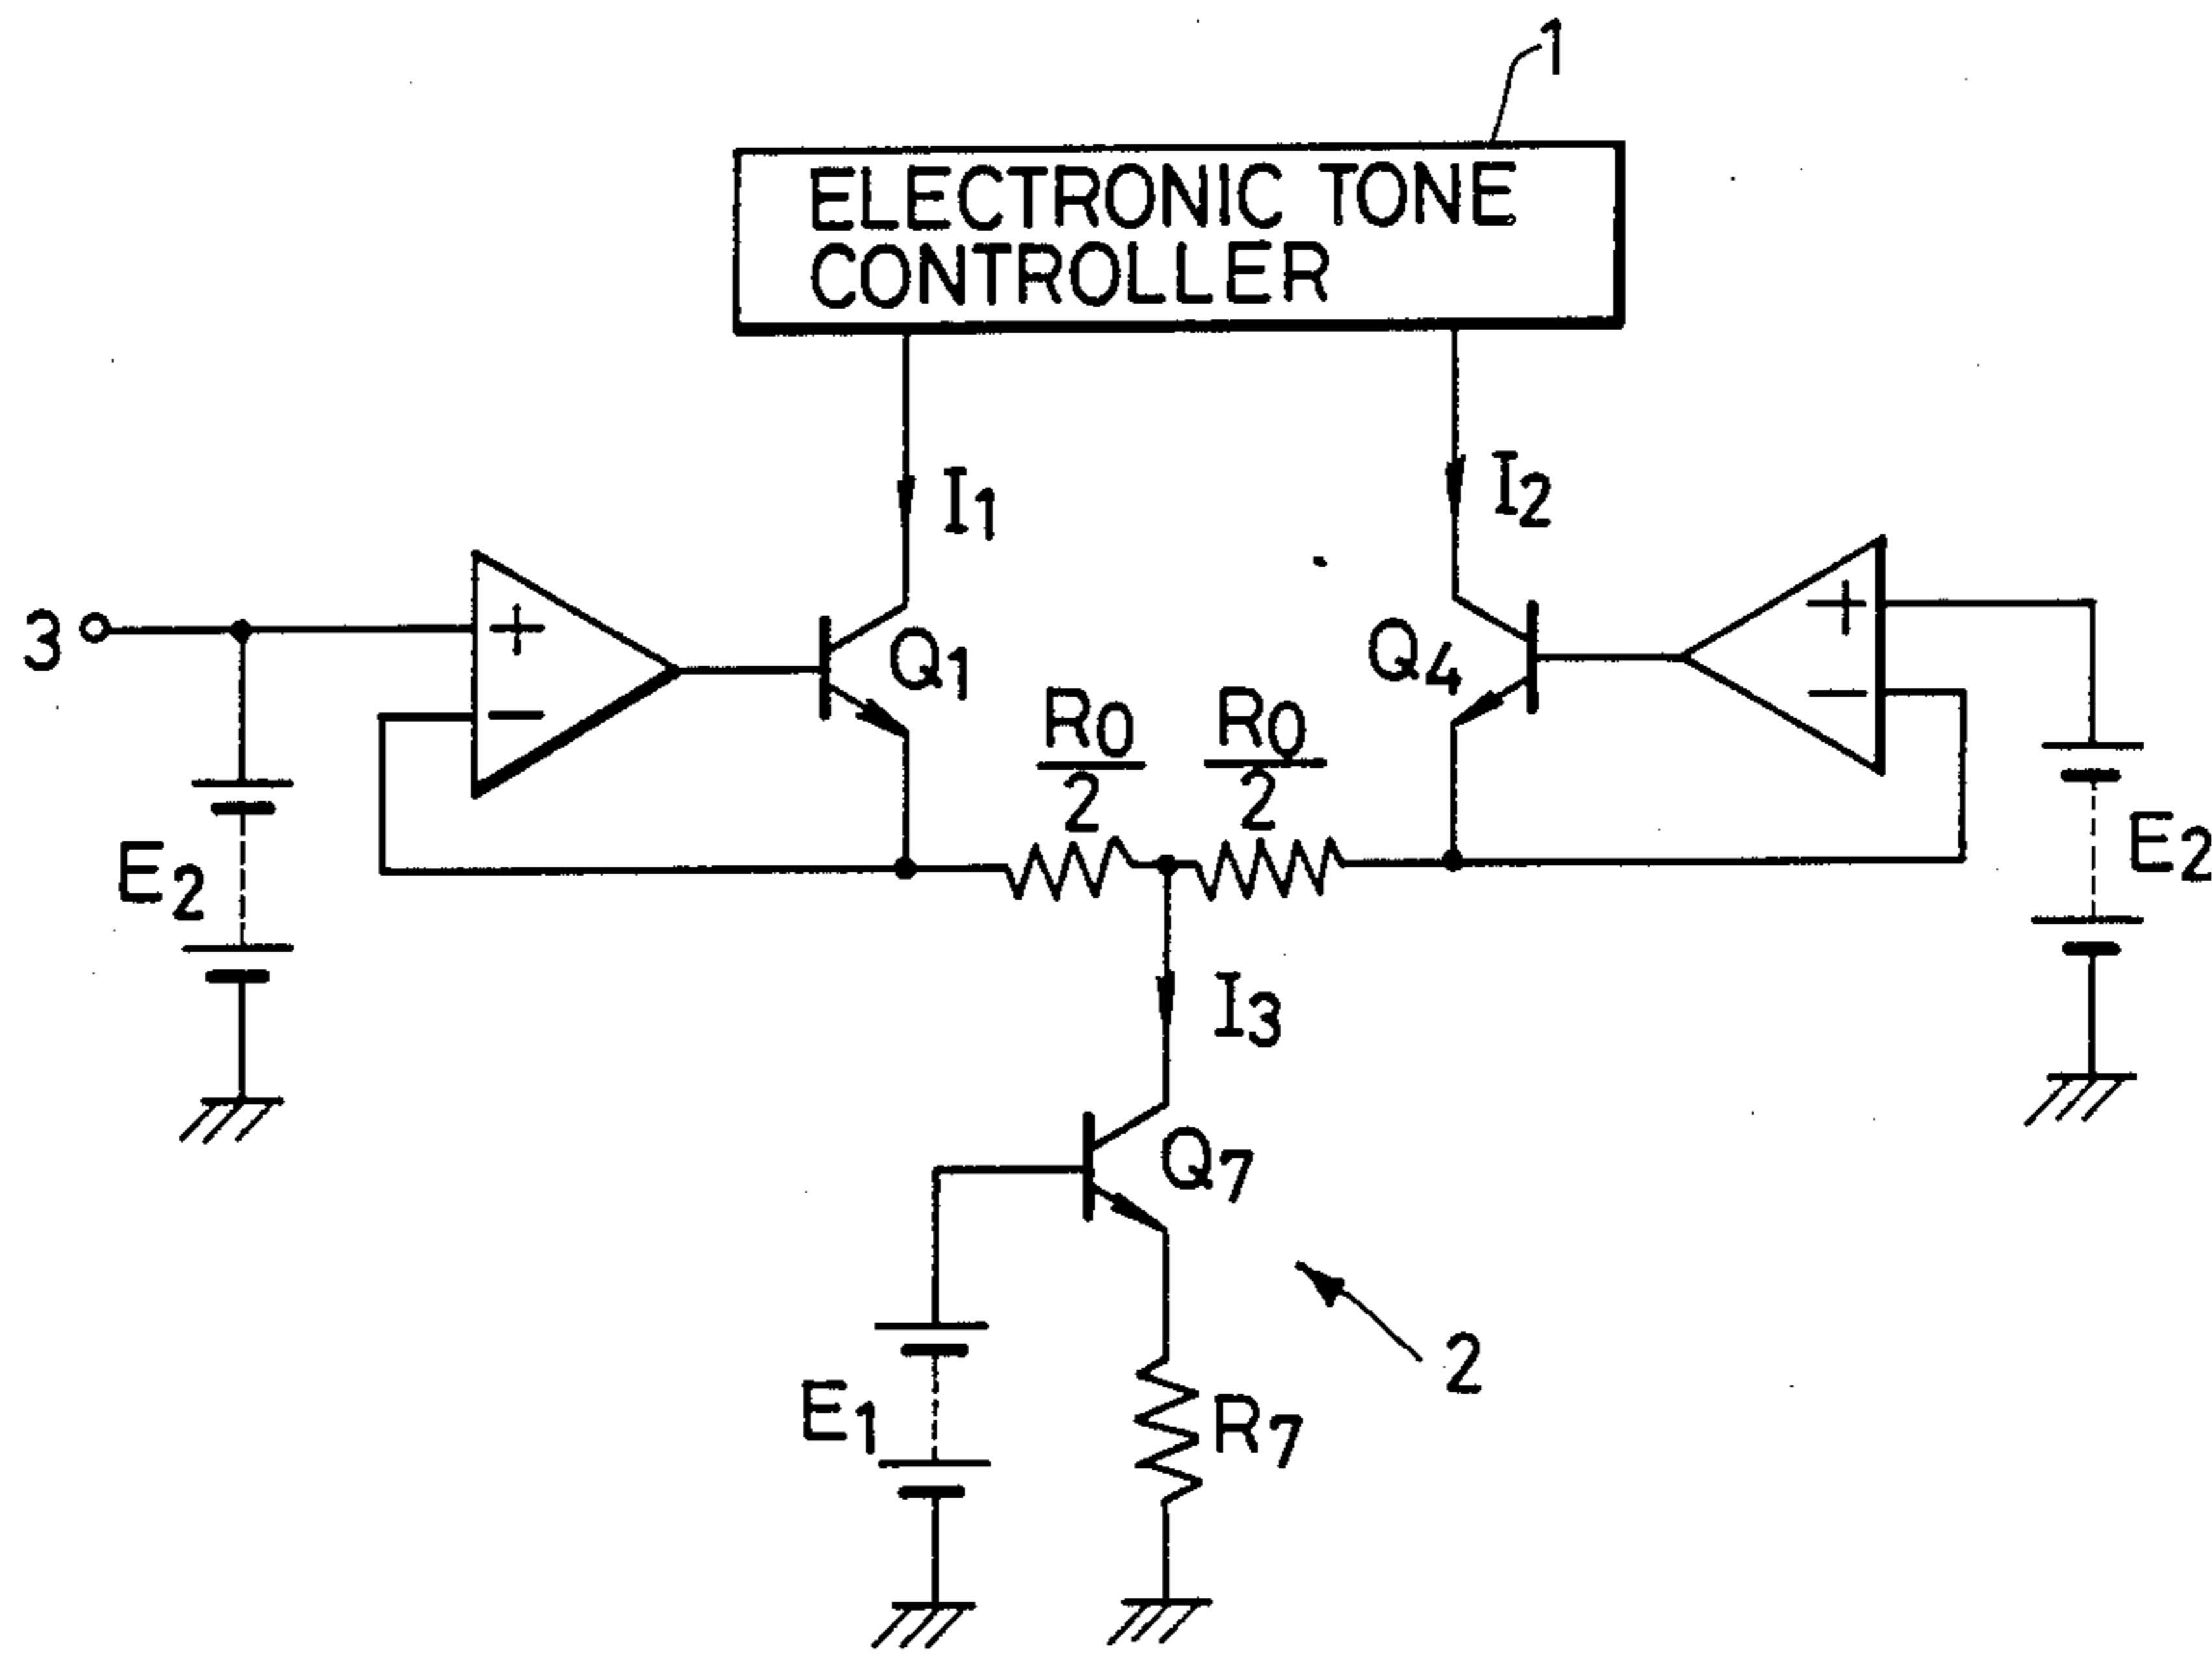 1
ELECTRONIC TONE
CONTROLLER
I1
I2
3
+
−
Q1
Q4
+
−
R0
2
R0
2
E2
E2
I3
Q7
2
E1
R7